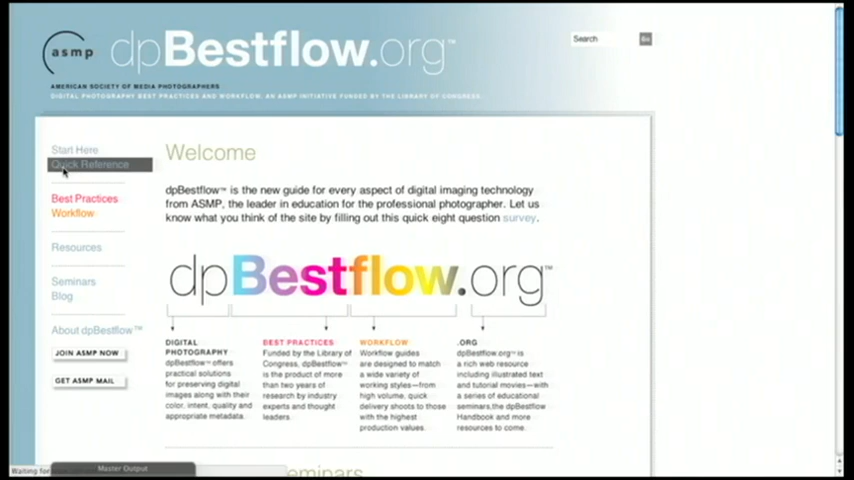 asmp dpBestflow.org™
Search
Go
AMERICAN SOCIETY OF MEDIA PHOTOGRAPHERS
DIGITAL PHOTOGRAPHY BEST PRACTICES AND WORKFLOW, AN ASMP INITIATIVE FUNDED BY THE LIBRARY OF CONGRESS
Start Here
Quick Reference
Best Practices
Workflow
Resources
Seminars
Blog
About dpBestflow™
JOIN ASMP NOW
GET ASMP MAIL
Welcome
dpBestflow™ is the new guide for every aspect of digital imaging technology
from ASMP, the leader in education for the professional photographer. Let us
know what you think of the site by filling out this quick eight question survey.
dpBestflow.org™
DIGITAL
PHOTOGRAPHY
dpBestflow™ offers
practical solutions
for preserving digital
images along with their
color, intent, quality and
appropriate metadata.
BEST PRACTICES
Funded by the Library of
Congress, dpBestflow™
is the product of more
than two years of
research by industry
experts and thought
leaders.
WORKFLOW
Workflow guides
are designed to match
a wide variety of
working styles—from
high volume, quick
delivery shoots to those
with the highest
production values.
.ORG
dpBestflow.org™ is
a rich web resource
including illustrated text
and tutorial movies—with
a series of educational
seminars,the dpBestflow
Handbook and more
resources to come.
Waiting for
Master Output
eminars